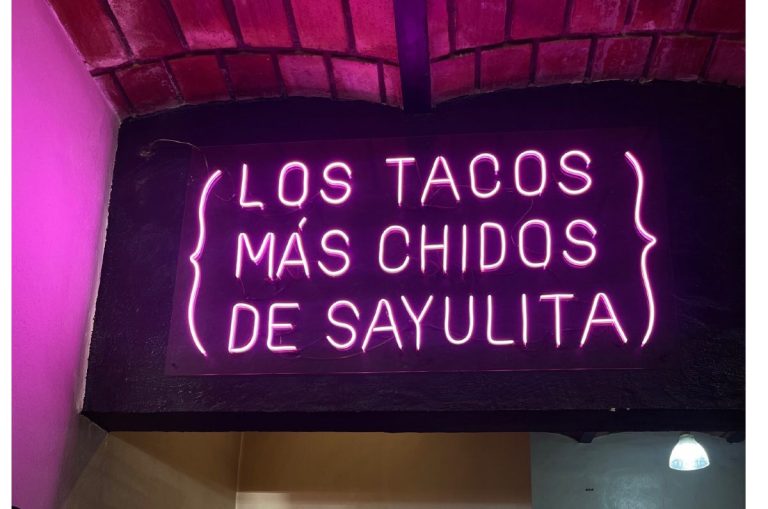 {LOS TACOS
MÁS CHIDOS
DE SAYULITA}